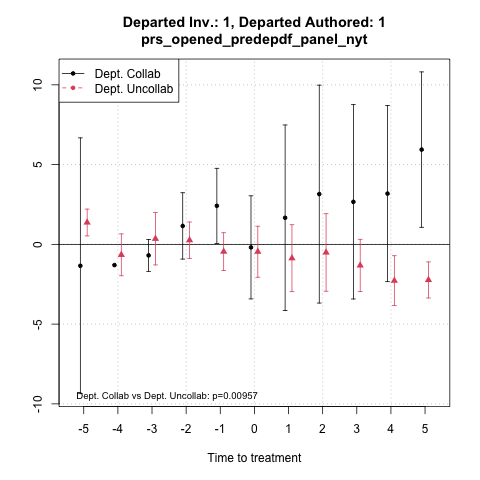 Departed Inv.: 1, Departed Authored: 1
prs_opened_predepdf_panel_nyt
Dept. Collab
Dept. Uncollab
10
5
0
-5
-10
Dept. Collab vs Dept. Uncollab: p=0.00957
-5 -4 -3 -2 -1 0 1 2 3 4 5
Time to treatment